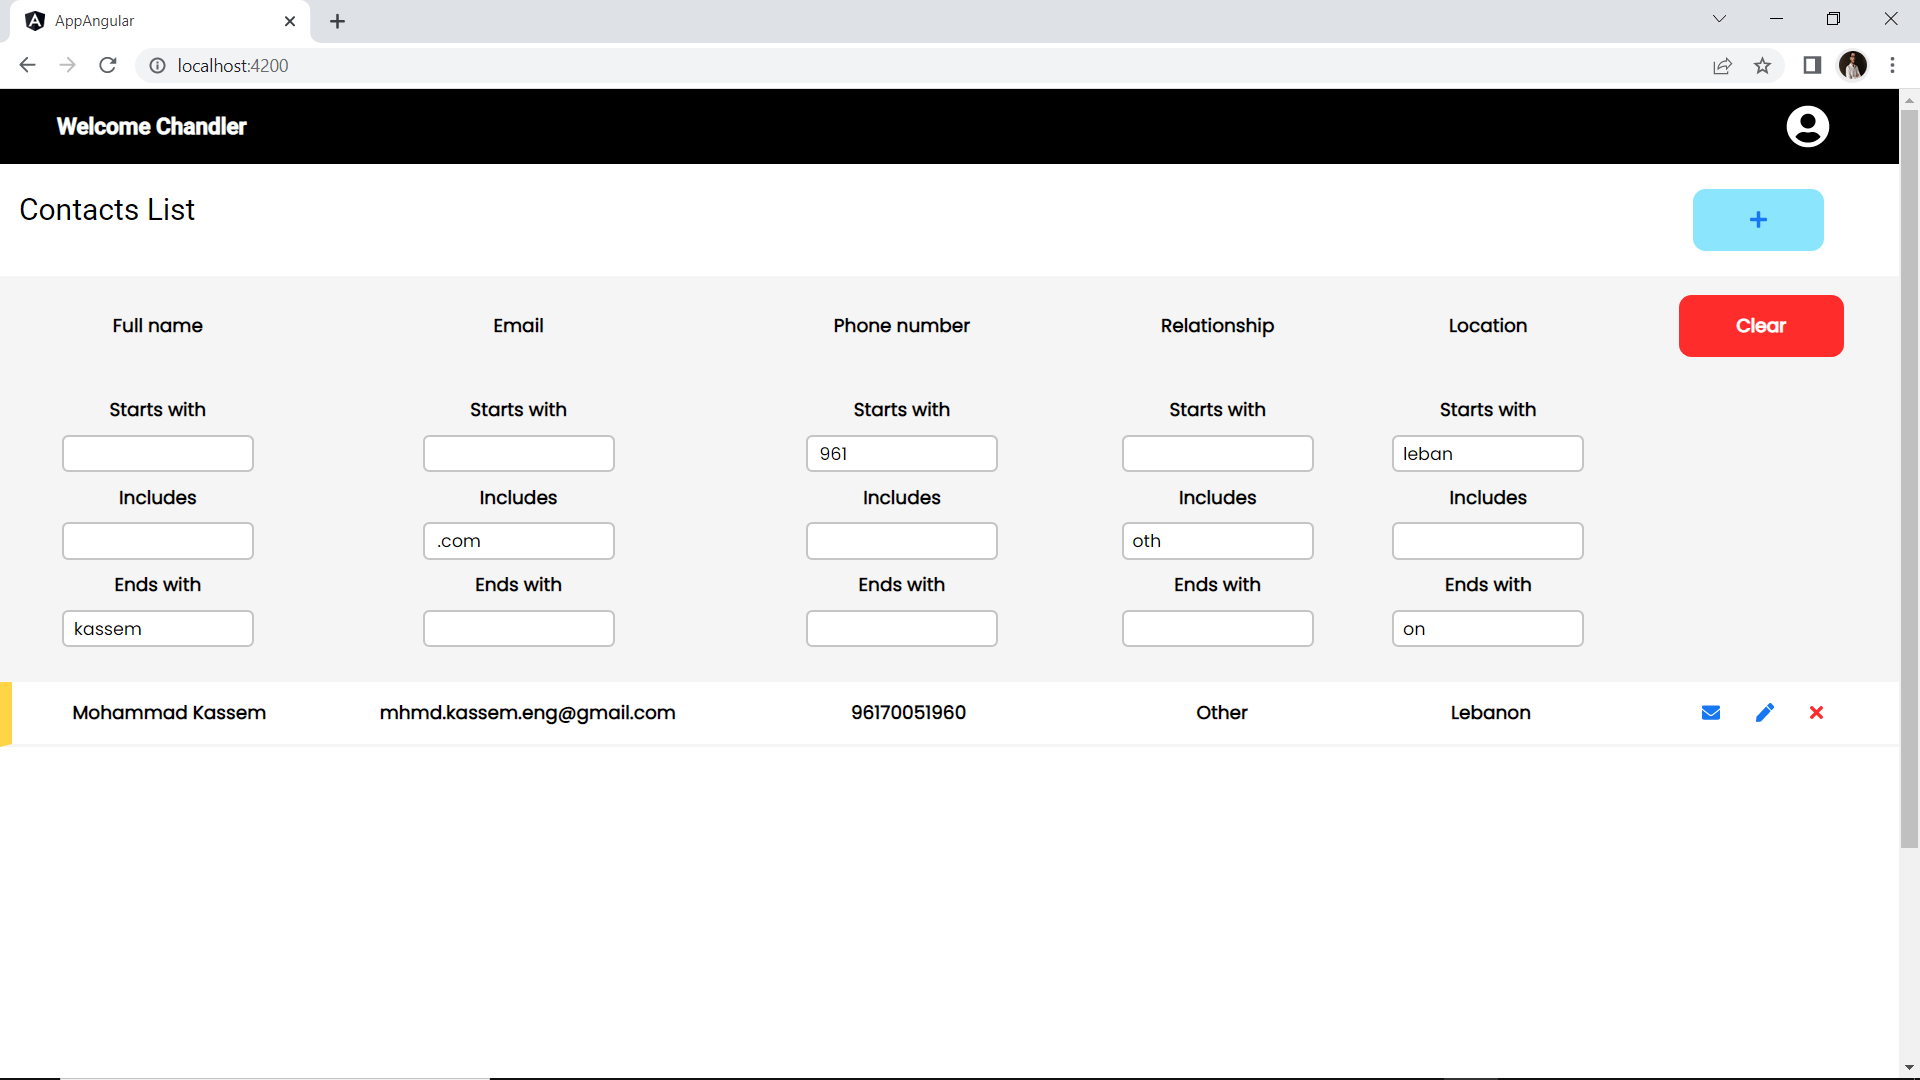 AppAngular
localhost:4200
Welcome Chandler
Contacts List
Full name Email Phone number Relationship Location Clear
Starts with Starts with Starts with Starts with Starts with
961 leban
Includes Includes Includes Includes Includes
.com oth
Ends with Ends with Ends with Ends with Ends with
kassem on
Mohammad Kassem mhmd.kassem.eng@gmail.com 96170051960 Other Lebanon